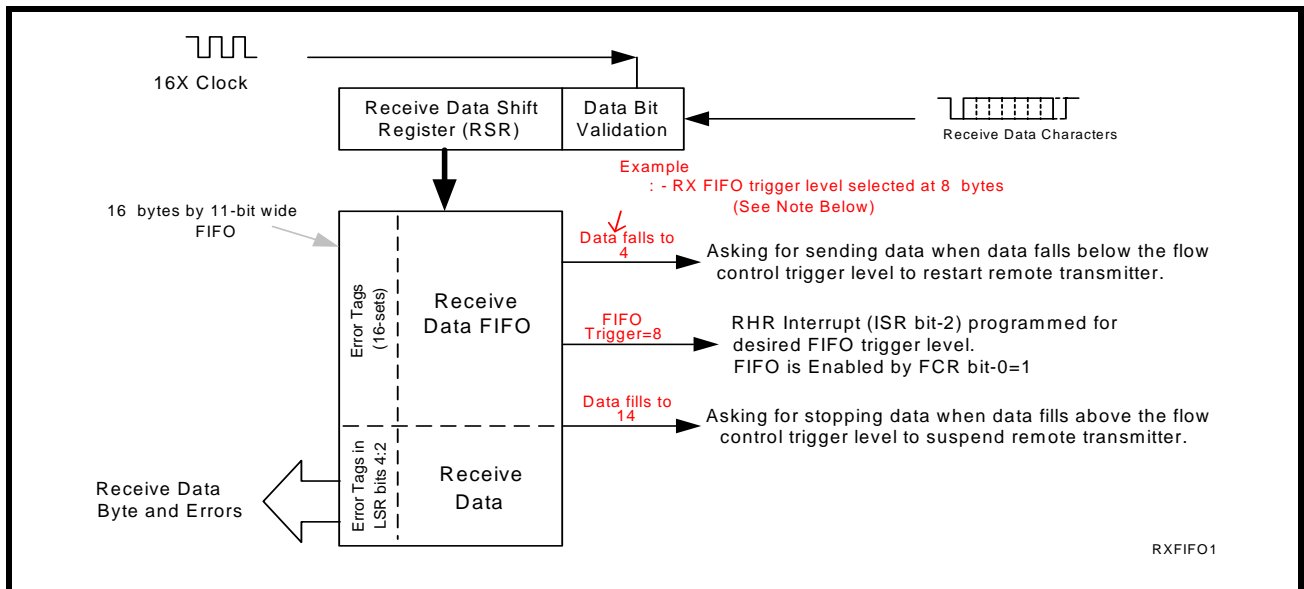 16X Clock
Receive Data Shift
Register (RSR)
Data Bit
Validation
Receive Data Characters
Example
: - RX FIFO trigger level selected at 8 bytes
(See Note Below)
16 bytes by 11-bit wide
FIFO
Error Tags
(16-sets)
Receive
Data FIFO
Data falls to
4
Asking for sending data when data falls below the flow
control trigger level to restart remote transmitter.
FIFO
Trigger=8
RHR Interrupt (ISR bit-2) programmed for
desired FIFO trigger level.
FIFO is Enabled by FCR bit-0=1
Data fills to
14
Asking for stopping data when data fills above the flow
control trigger level to suspend remote transmitter.
Error Tags in
LSR bits 4:2
Receive
Data
Receive Data
Byte and Errors
RXFIFO1